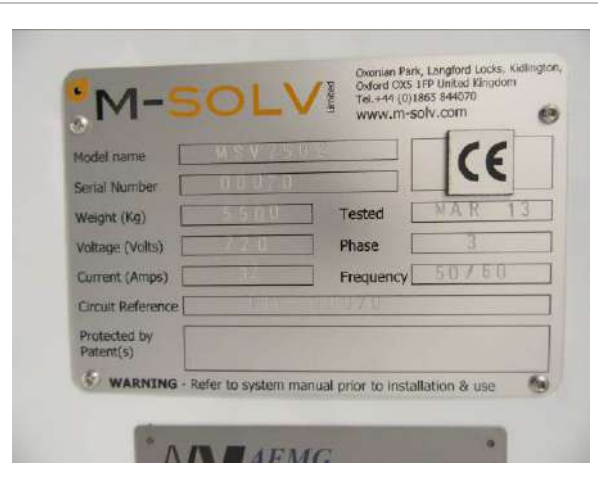 M-SOLV Limited
Oxonian Park, Langford Locks, Kidlington,
Oxford OX5 1FP United Kingdom
Tel.+44 (0)1865 844070
www.m-solv.com
Model name MSV2502
CE
Serial Number 00070
Weight (Kg) 5500
Tested MAR 13
Voltage (Volts) 220
Phase 3
Current (Amps) 32
Frequency 50/60
Circuit Reference
Protected by
Patent(s)
WARNING - Refer to system manual prior to installation & use
AEMG